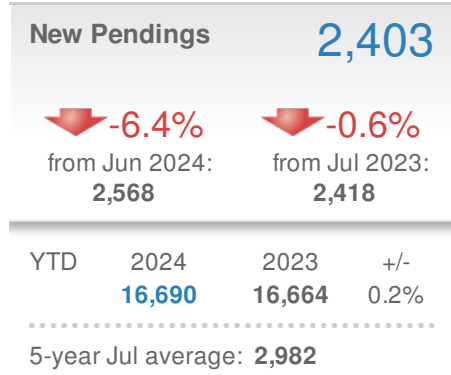 New Pendings 2,403
-6.4% -0.6%
from Jun 2024: from Jul 2023:
2,568 2,418
YTD 2024 2023 +/-
16,690 16,664 0.2%
5-year Jul average: 2,982